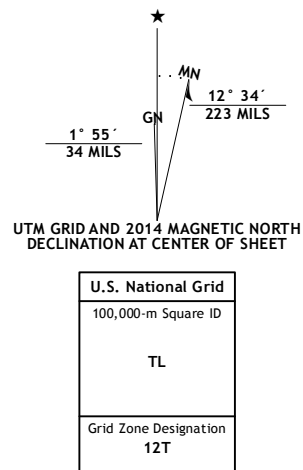 ★
MN
GN
12° 34´
223 MILS
1° 55´
34 MILS
UTM GRID AND 2014 MAGNETIC NORTH
DECLINATION AT CENTER OF SHEET
U.S. National Grid
100,000-m Square ID
TL
Grid Zone Designation
12T